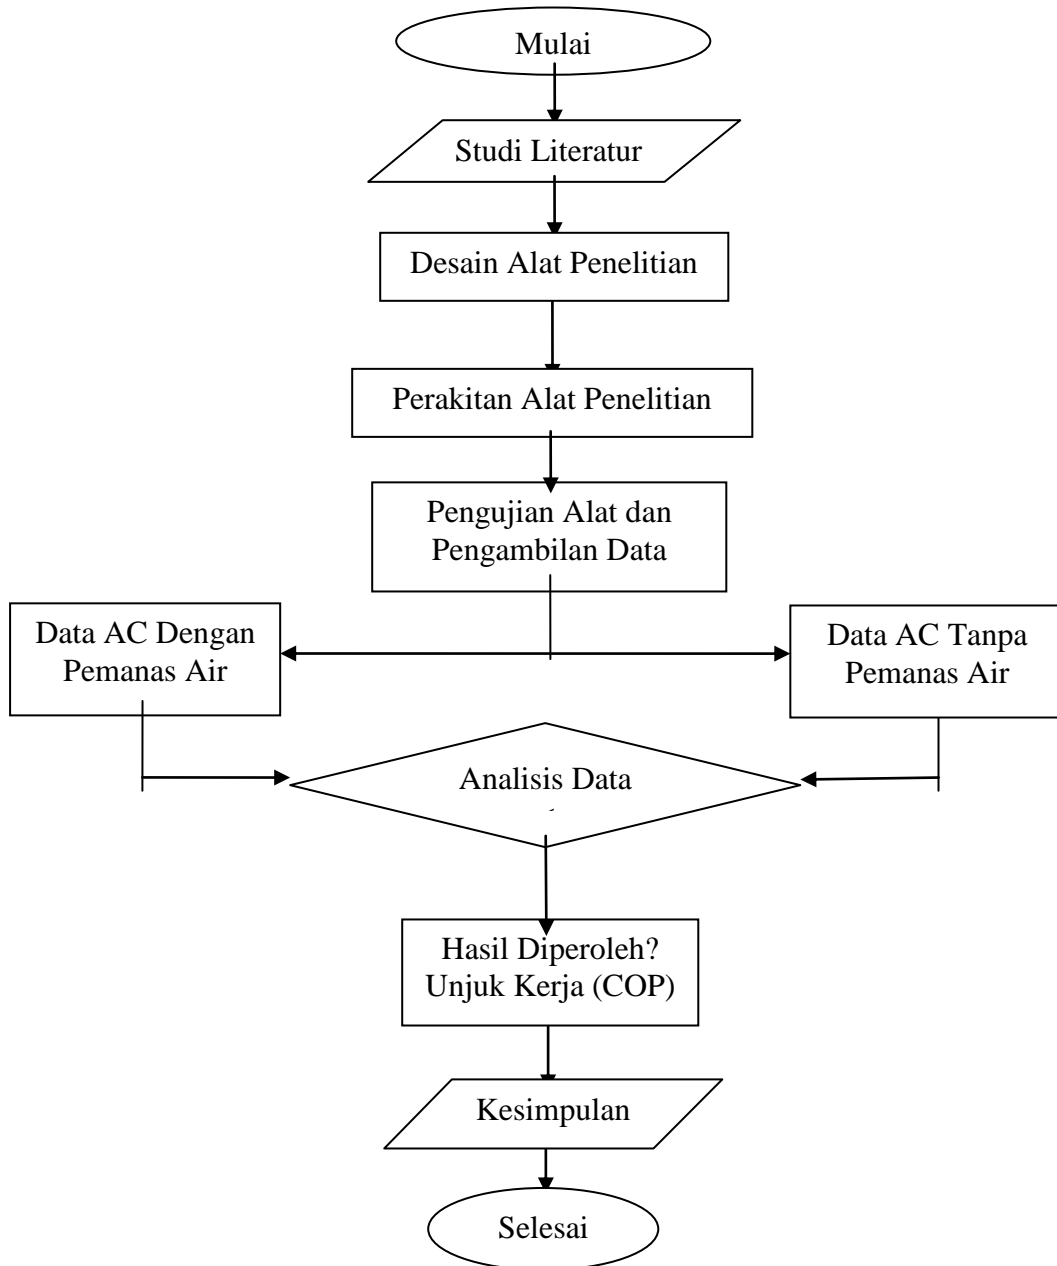 Mulai
Studi Literatur
Desain Alat Penelitian
Perakitan Alat Penelitian
Pengujian Alat dan
Pengambilan Data
Data AC Dengan
Pemanas Air
Data AC Tanpa
Pemanas Air
Analisis Data
Hasil Diperoleh?
Unjuk Kerja (COP)
Kesimpulan
Selesai